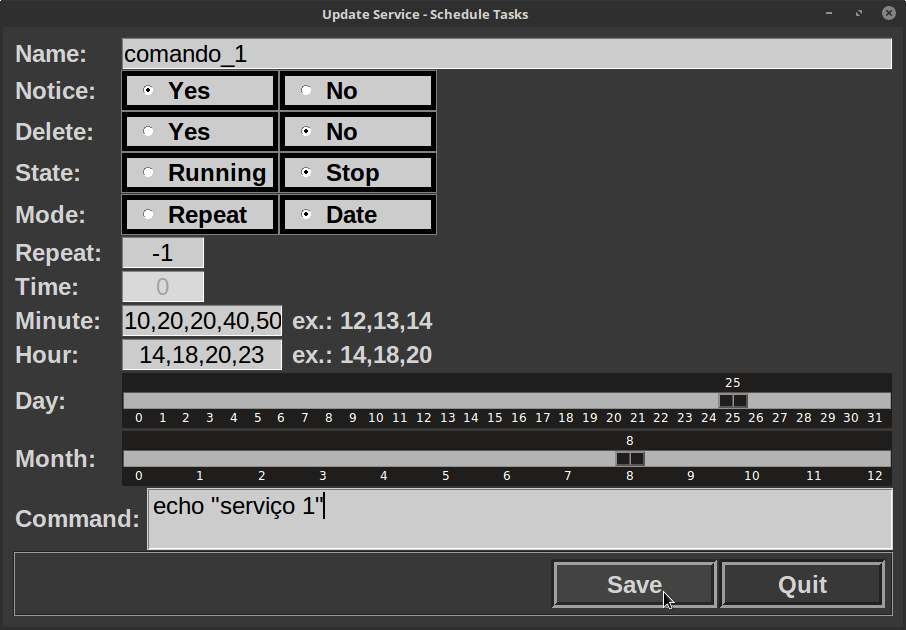 Update Service - Schedule Tasks
Name: comando_1
Notice: Yes No
Delete: Yes No
State: Running Stop
Mode: Repeat Date
Repeat: -1
Time: 0
Minute: 10,20,20,40,50 ex.: 12,13,14
Hour: 14,18,20,23 ex.: 14,18,20
25
Day:
0 1 2 3 4 5 6 7 8 9 10 11 12 13 14 15 16 17 18 19 20 21 22 23 24 25 26 27 28 29 30 31
8
Month:
0 1 2 3 4 5 6 7 8 9 10 11 12
Command: echo "serviço 1"
Save Quit